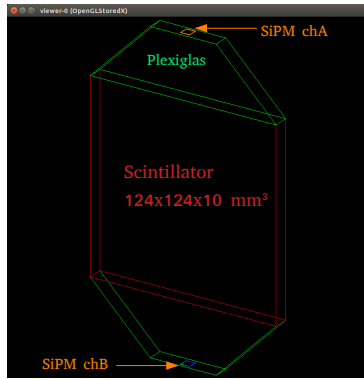 viewer-0 (OpenGLStoredX)
SiPM chA
Plexiglas
Scintillator
124x124x10 mm³
SiPM chB